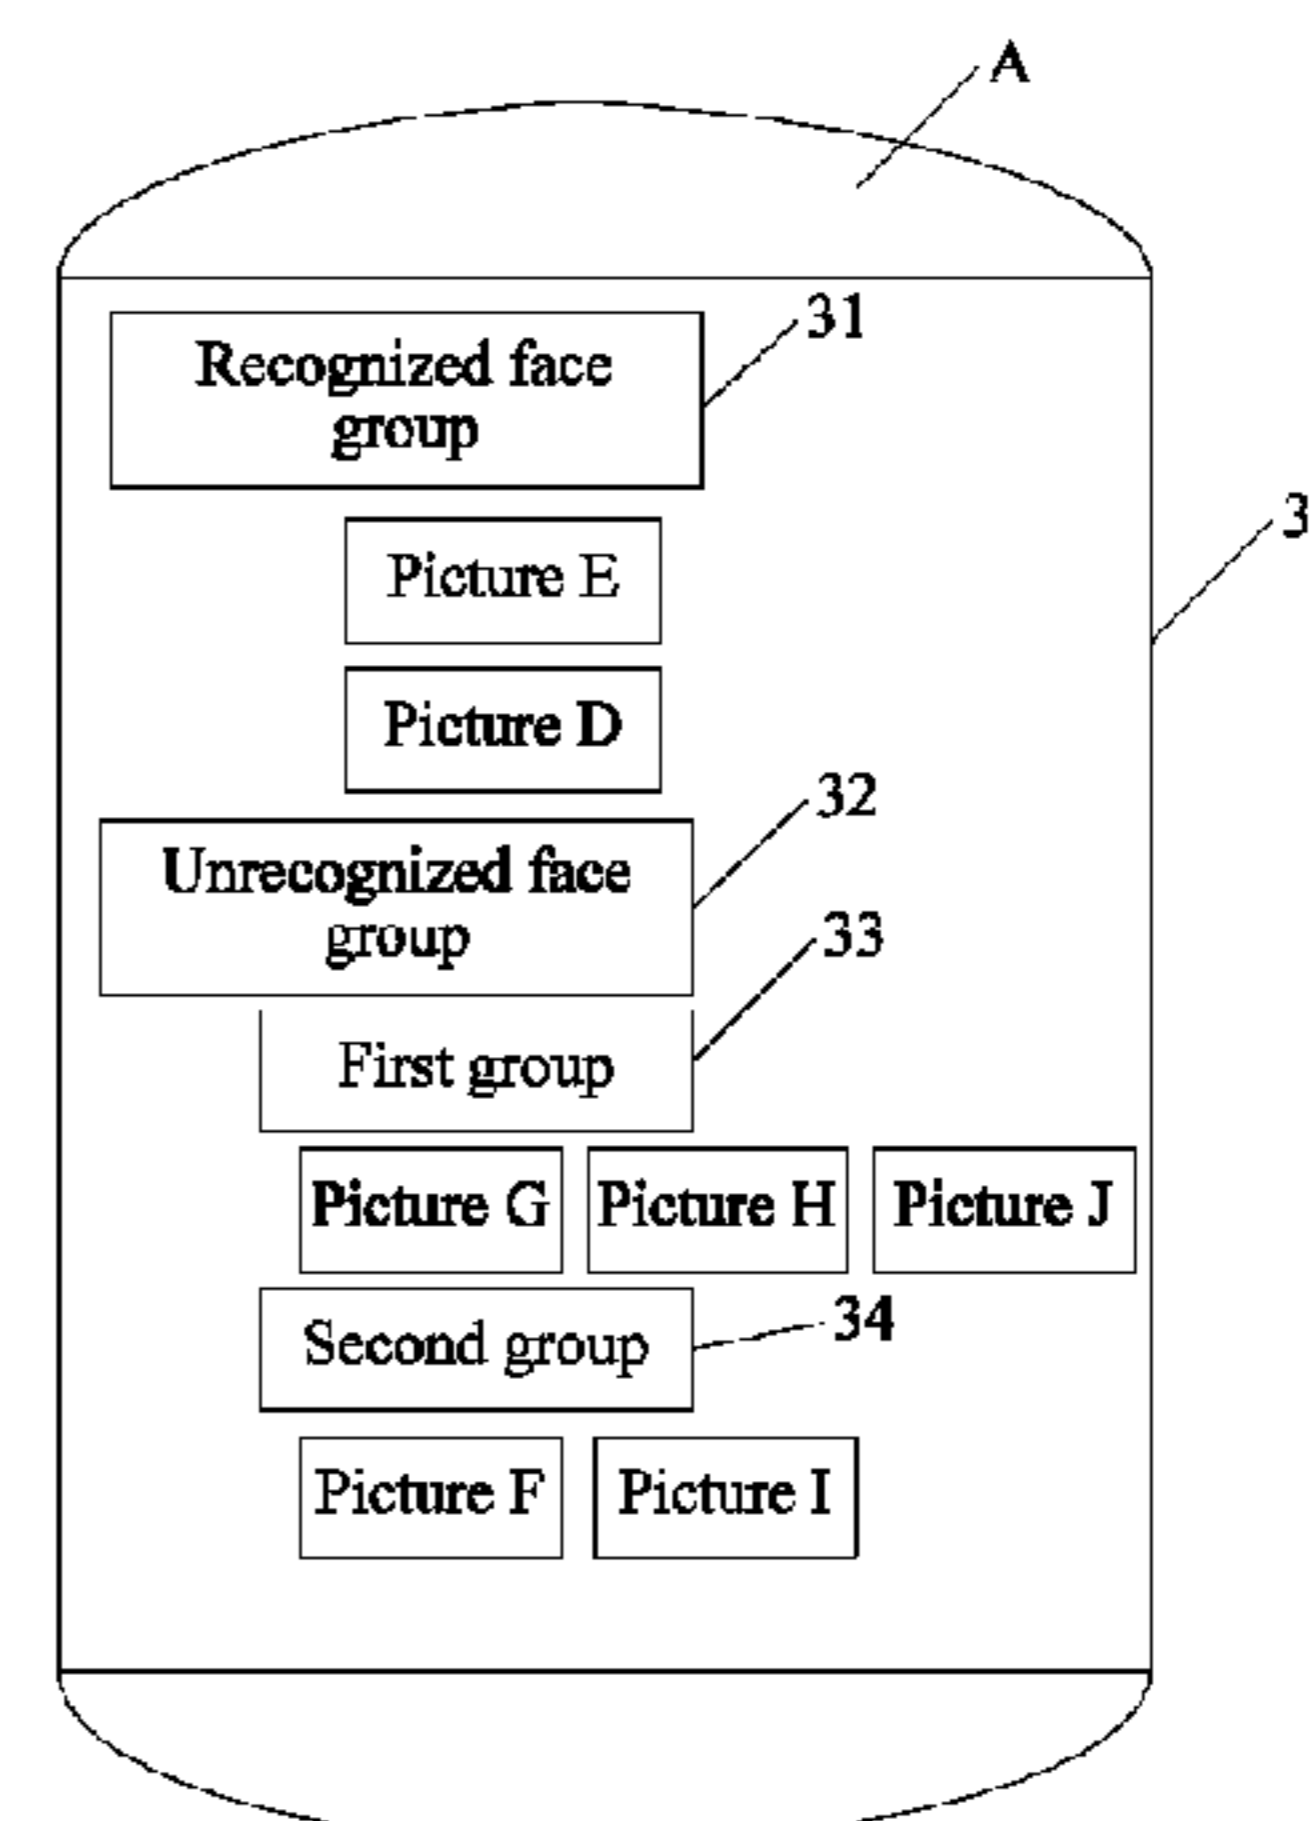 A
31
Recognized face
group
3
Picture E
Picture D
32
Unrecognized face
group
33
First group
Picture G Picture H Picture J
34
Second group
Picture F Picture I